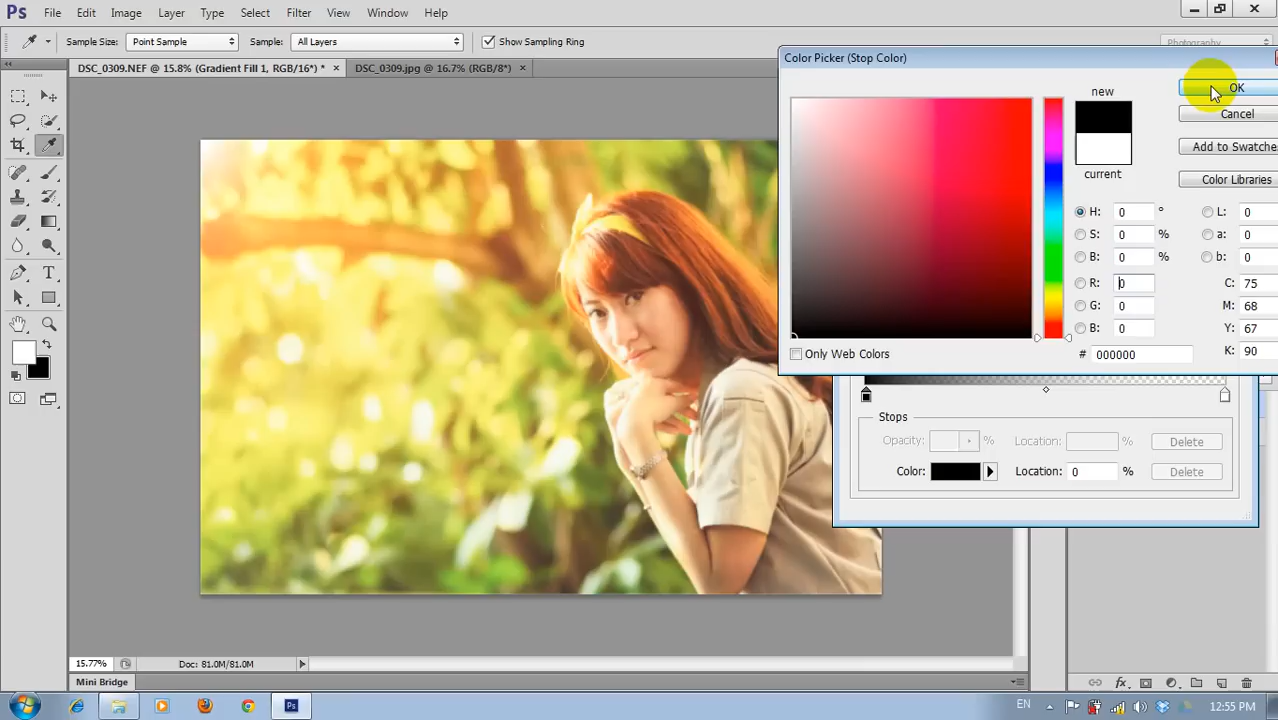 Ps File Edit Image Layer Type Select Filter View Window Help
Sample Size: Point Sample Sample: All Layers Show Sampling Ring Photography
DSC_0309.NEF @ 15.8% (Gradient Fill 1, RGB/16*) * × DSC_0309.jpg @ 16.7% (RGB/8*) ×
Color Picker (Stop Color)
new
OK
Cancel
Add to Swatches
current
Color Libraries
H: 0 ° L: 0
S: 0 % a: 0
B: 0 % b: 0
R: 0 C: 75
G: 0 M: 68
B: 0 Y: 67
# 000000 K: 90
Only Web Colors
Stops
Opacity: % Location: % Delete
Color: Location: 0 % Delete
15.77% Doc: 81.0M/81.0M
Mini Bridge
fx
EN 12:55 PM
Ps